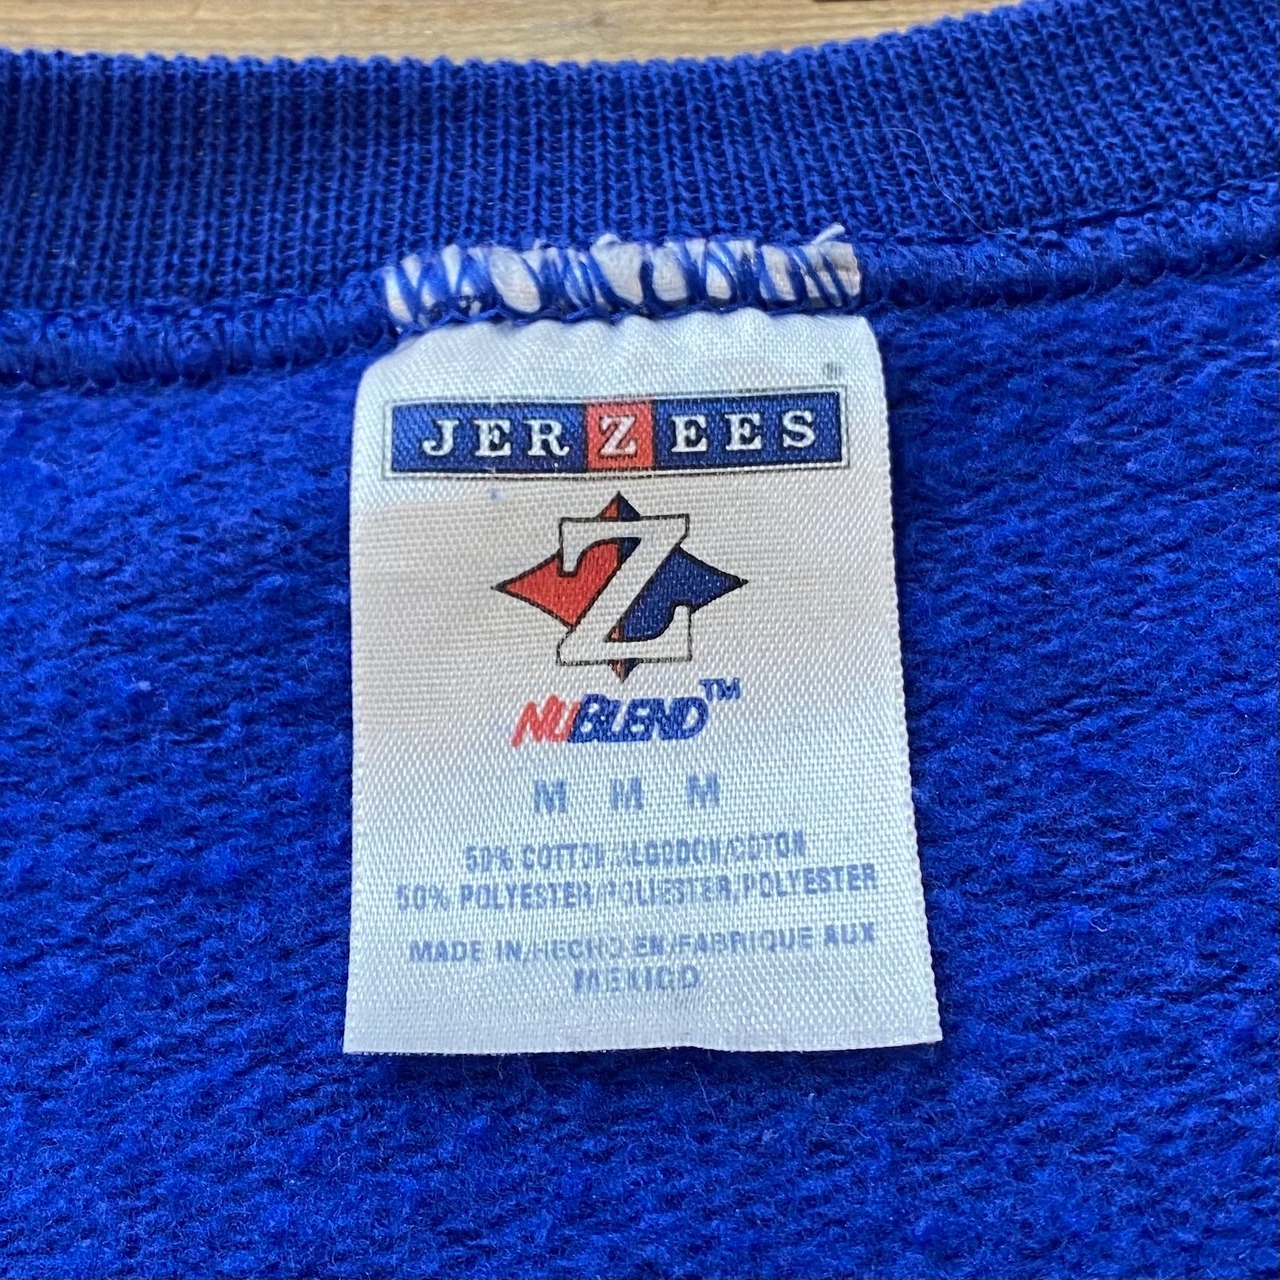 JERZEES
Z
NUBLEND™
M M M
50% COTTON/ALGODON/COTON
50% POLYESTER/POLIESTER/POLYESTER
MADE IN/HECHO EN/FABRIQUE AUX
MEXICO